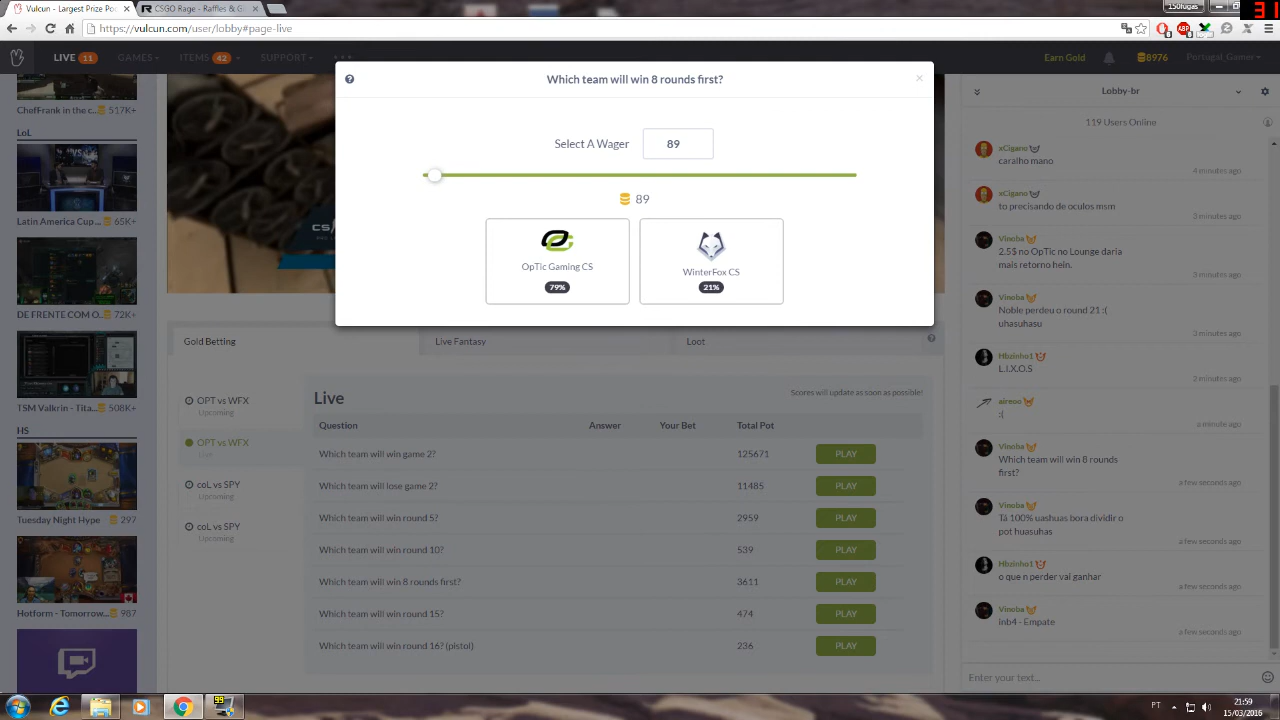 Vulcun - Largest Prize Po
CSGO Rage - Raffles & G
150fugas
31
https://vulcun.com/user/lobby#page-live
LIVE 11
GAMES
ITEMS 42
SUPPORT
Earn Gold
8976
Portugal_Gamer
ChefFrank in the c... 517K+
LoL
Latin America Cup ... 65K+
DE FRENTE COM O... 72K+
TSM Valkrin - Tita... 508K+
HS
Tuesday Night Hype 297
Hotform - Tomorrow... 987
Which team will win 8 rounds first?
Select A Wager 89
89
OpTic Gaming CS
79%
WinterFox CS
21%
Gold Betting
Live Fantasy
Loot
OPT vs WFX
Upcoming
OPT vs WFX
Live
coL vs SPY
Upcoming
coL vs SPY
Upcoming
Live
Scores will update as soon as possible!
Question Answer Your Bet Total Pot
Which team will win game 2? 125671 PLAY
Which team will lose game 2? 11485 PLAY
Which team will win round 5? 2959 PLAY
Which team will win round 10? 539 PLAY
Which team will win 8 rounds first? 3611 PLAY
Which team will win round 15? 474 PLAY
Which team will win round 16? (pistol) 236 PLAY
Lobby-br
119 Users Online
xCigano
caralho mano
4 minutes ago
xCigano
to precisando de oculos msm
3 minutes ago
Vinoba
2.5$ no OpTic no Lounge daria
mais retorno hein.
3 minutes ago
Vinoba
Noble perdeu o round 21 :(
uhasuhasu
3 minutes ago
Hbzinho1
L.I.X.O.S
2 minutes ago
aireoo
:(
a minute ago
Vinoba
Which team will win 8 rounds
first?
a few seconds ago
Vinoba
Tá 100% uashuas bora dividir o
pot huasuhas
a few seconds ago
Hbzinho1
o que n perder vai ganhar
a few seconds ago
Vinoba
inb4 - Empate
a few seconds ago
Enter your text...
99
PT
21:59
15/03/2016